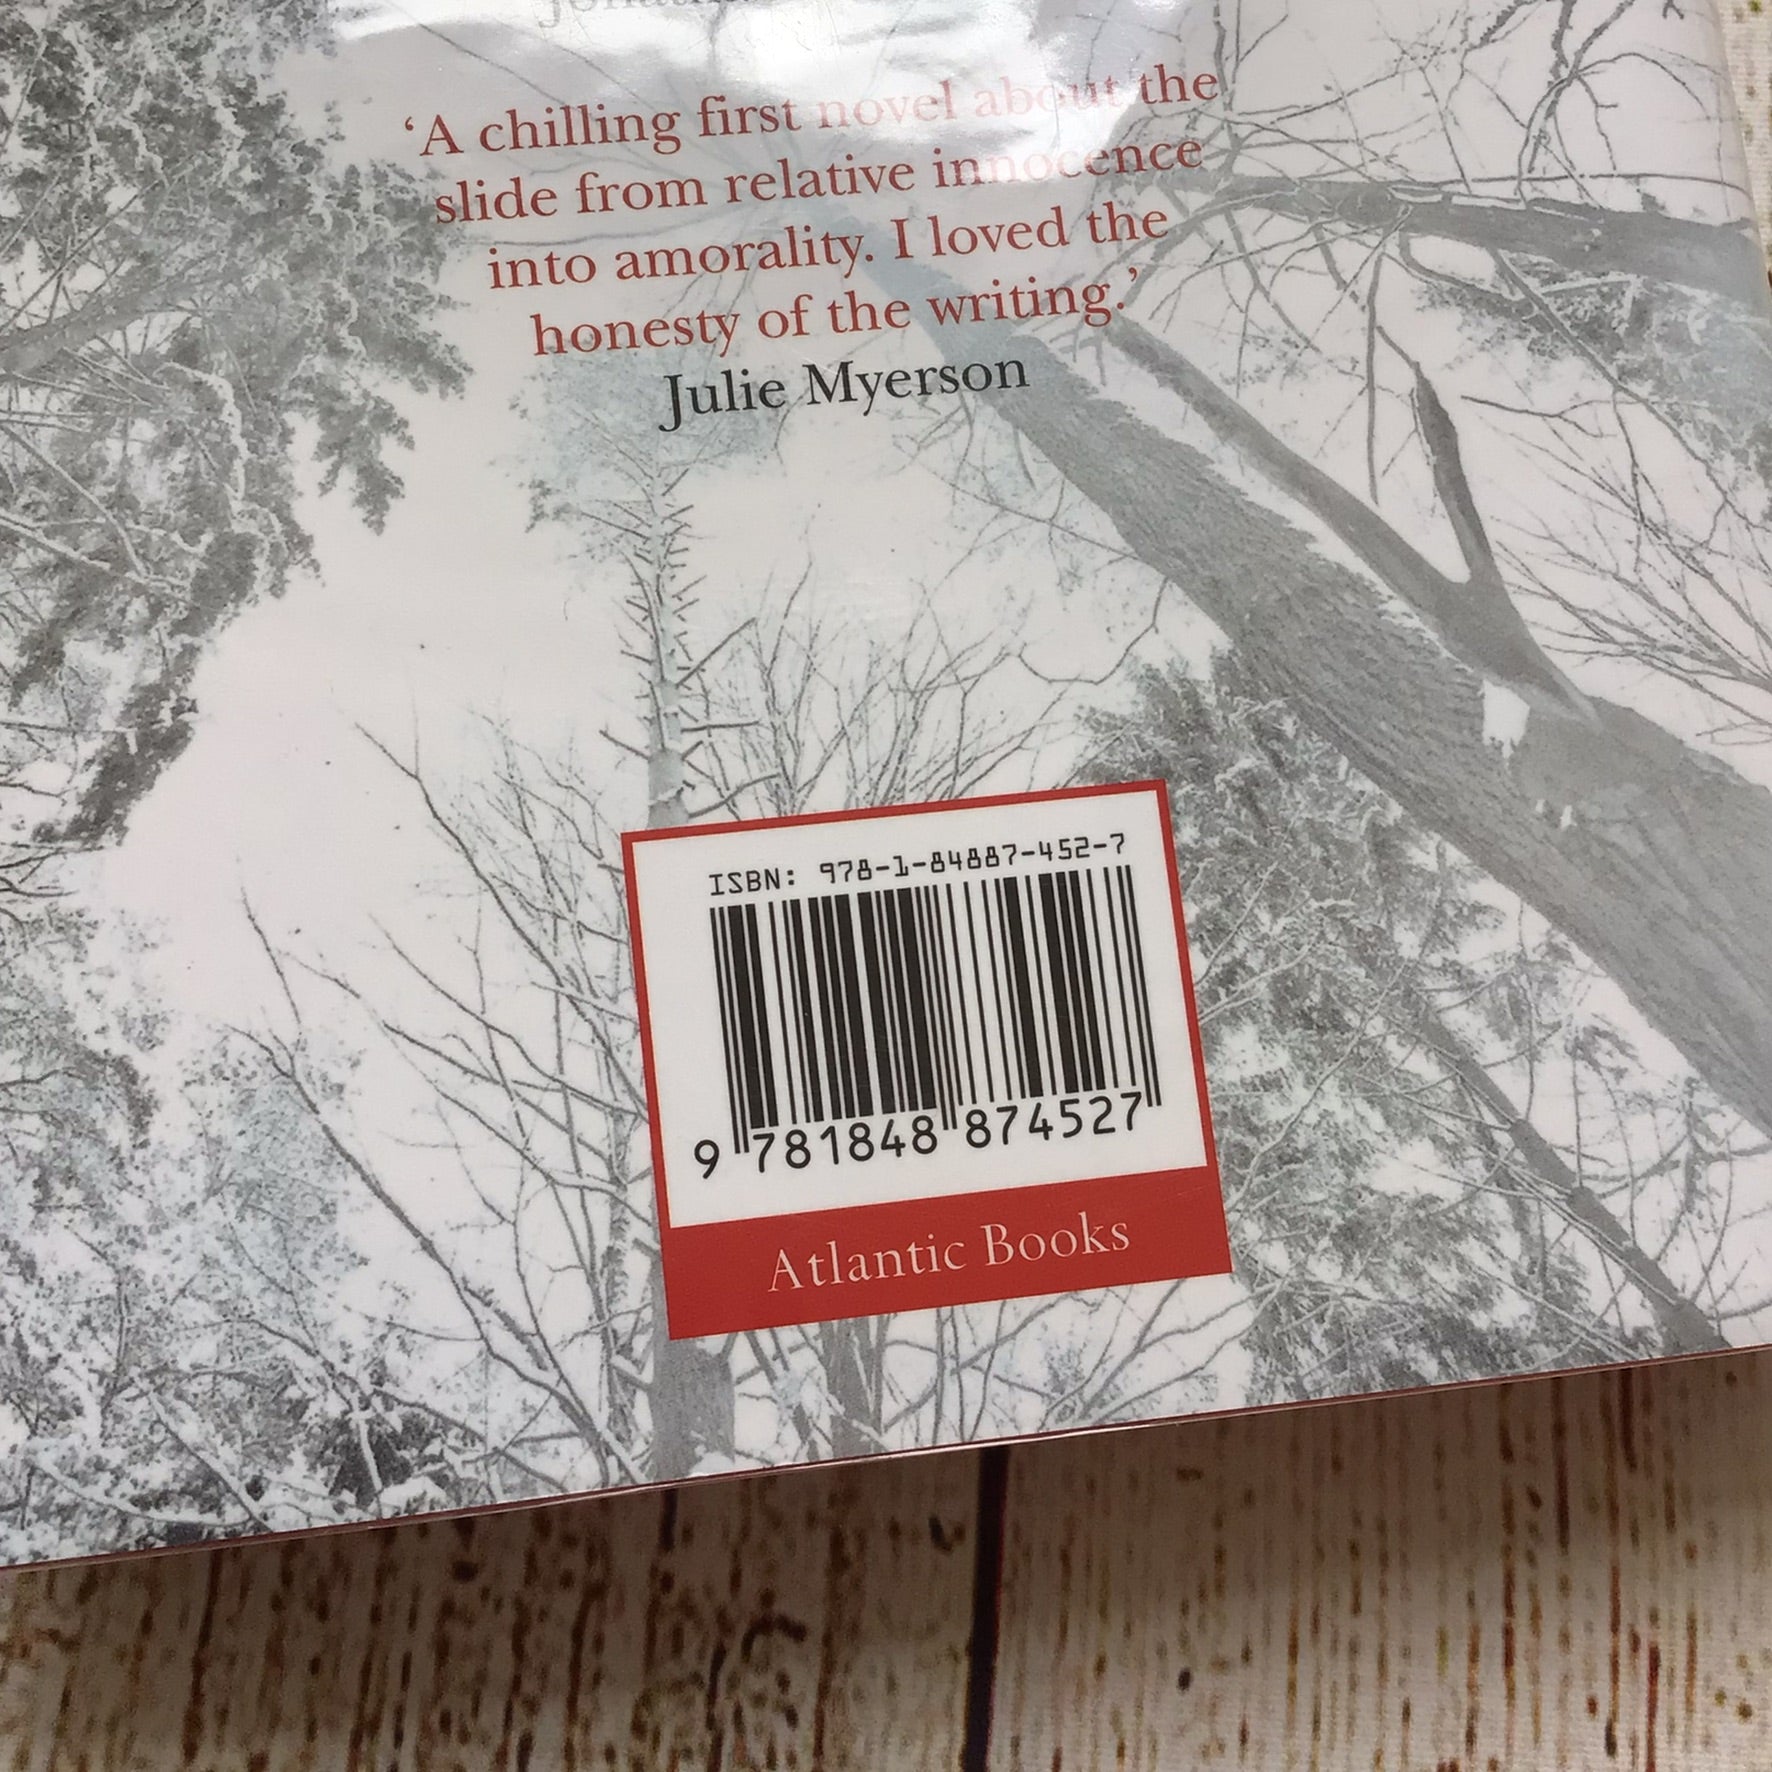 ‘A chilling first novel about the
slide from relative innocence
into amorality. I loved the
honesty of the writing.’
Julie Myerson
ISBN: 978-1-84887-452-7
9 781848 874527
Atlantic Books